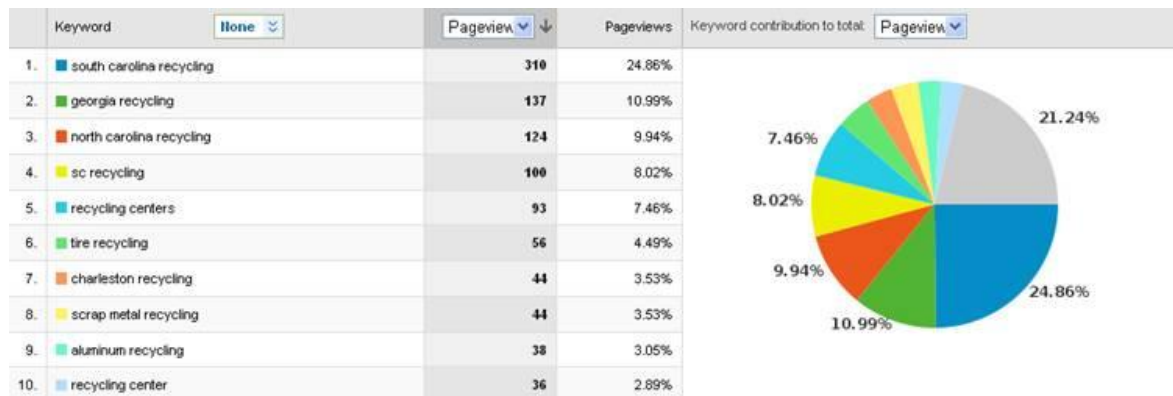 Keyword None Pageview Pageviews Keyword contribution to total: Pageview
1. south carolina recycling 310 24.86%
2. georgia recycling 137 10.99%
3. north carolina recycling 124 9.94%
4. sc recycling 100 8.02%
5. recycling centers 93 7.46%
6. tire recycling 56 4.49%
7. charleston recycling 44 3.53%
8. scrap metal recycling 44 3.53%
9. aluminum recycling 38 3.05%
10. recycling center 36 2.89%
21.24%
7.46%
8.02%
9.94%
24.86%
10.99%